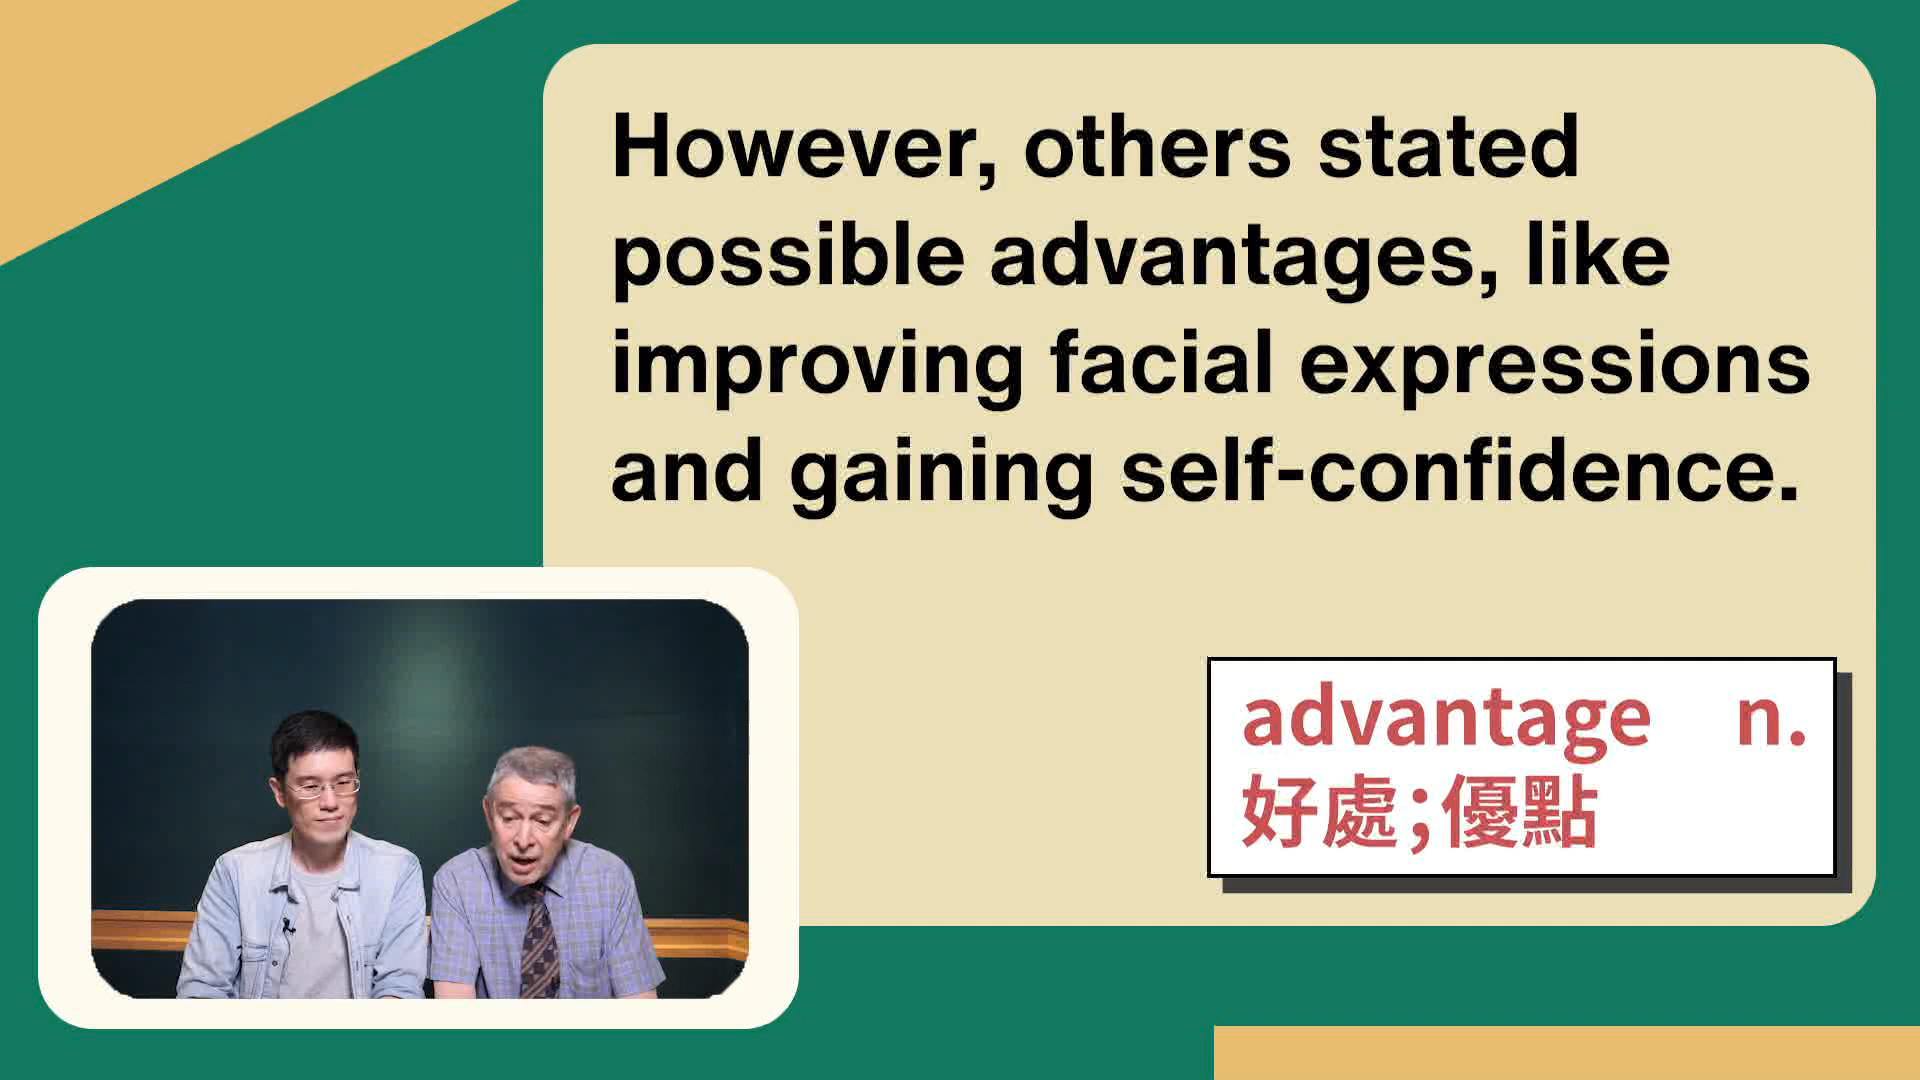 However, others stated
possible advantages, like
improving facial expressions
and gaining self-confidence.
advantage n.
好處;優點